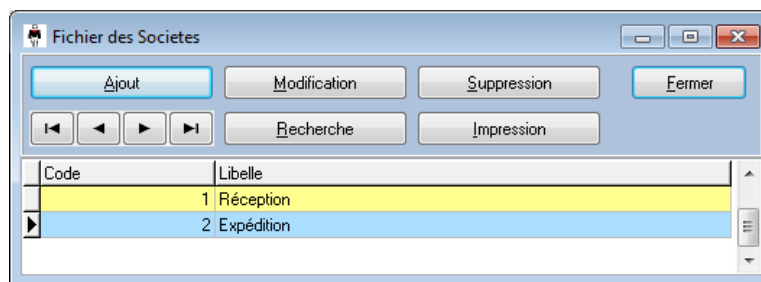 Fichier des Societes
Ajout Modification Suppression Fermer
Recherche Impression
Code Libelle
1 Réception
2 Expédition